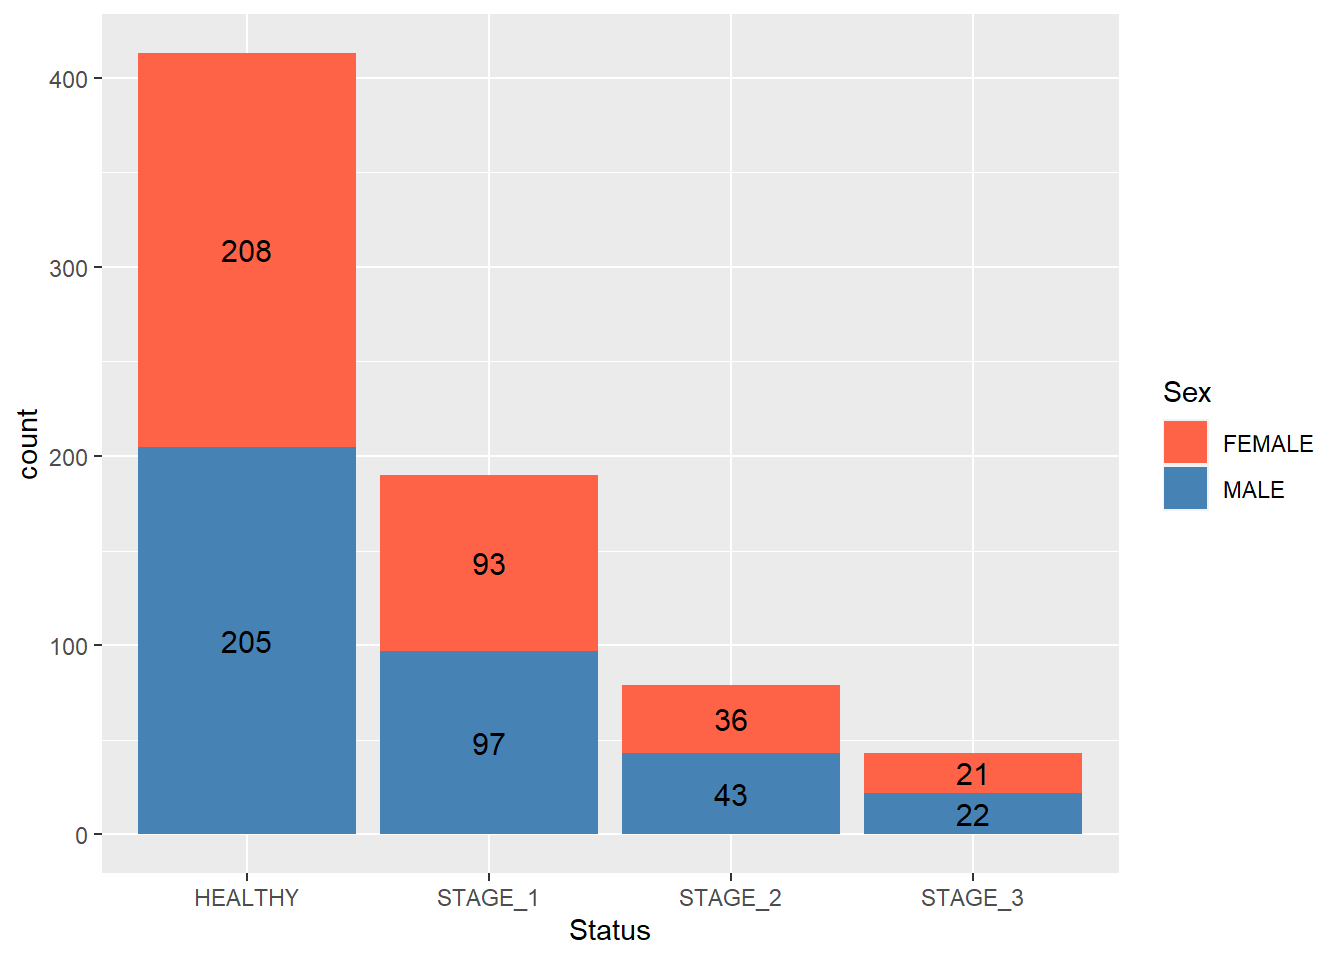 400
300
200
100
0
count
208
205
93
97
36
43
21
22
HEALTHY
STAGE_1
STAGE_2
STAGE_3
Status
Sex
FEMALE
MALE